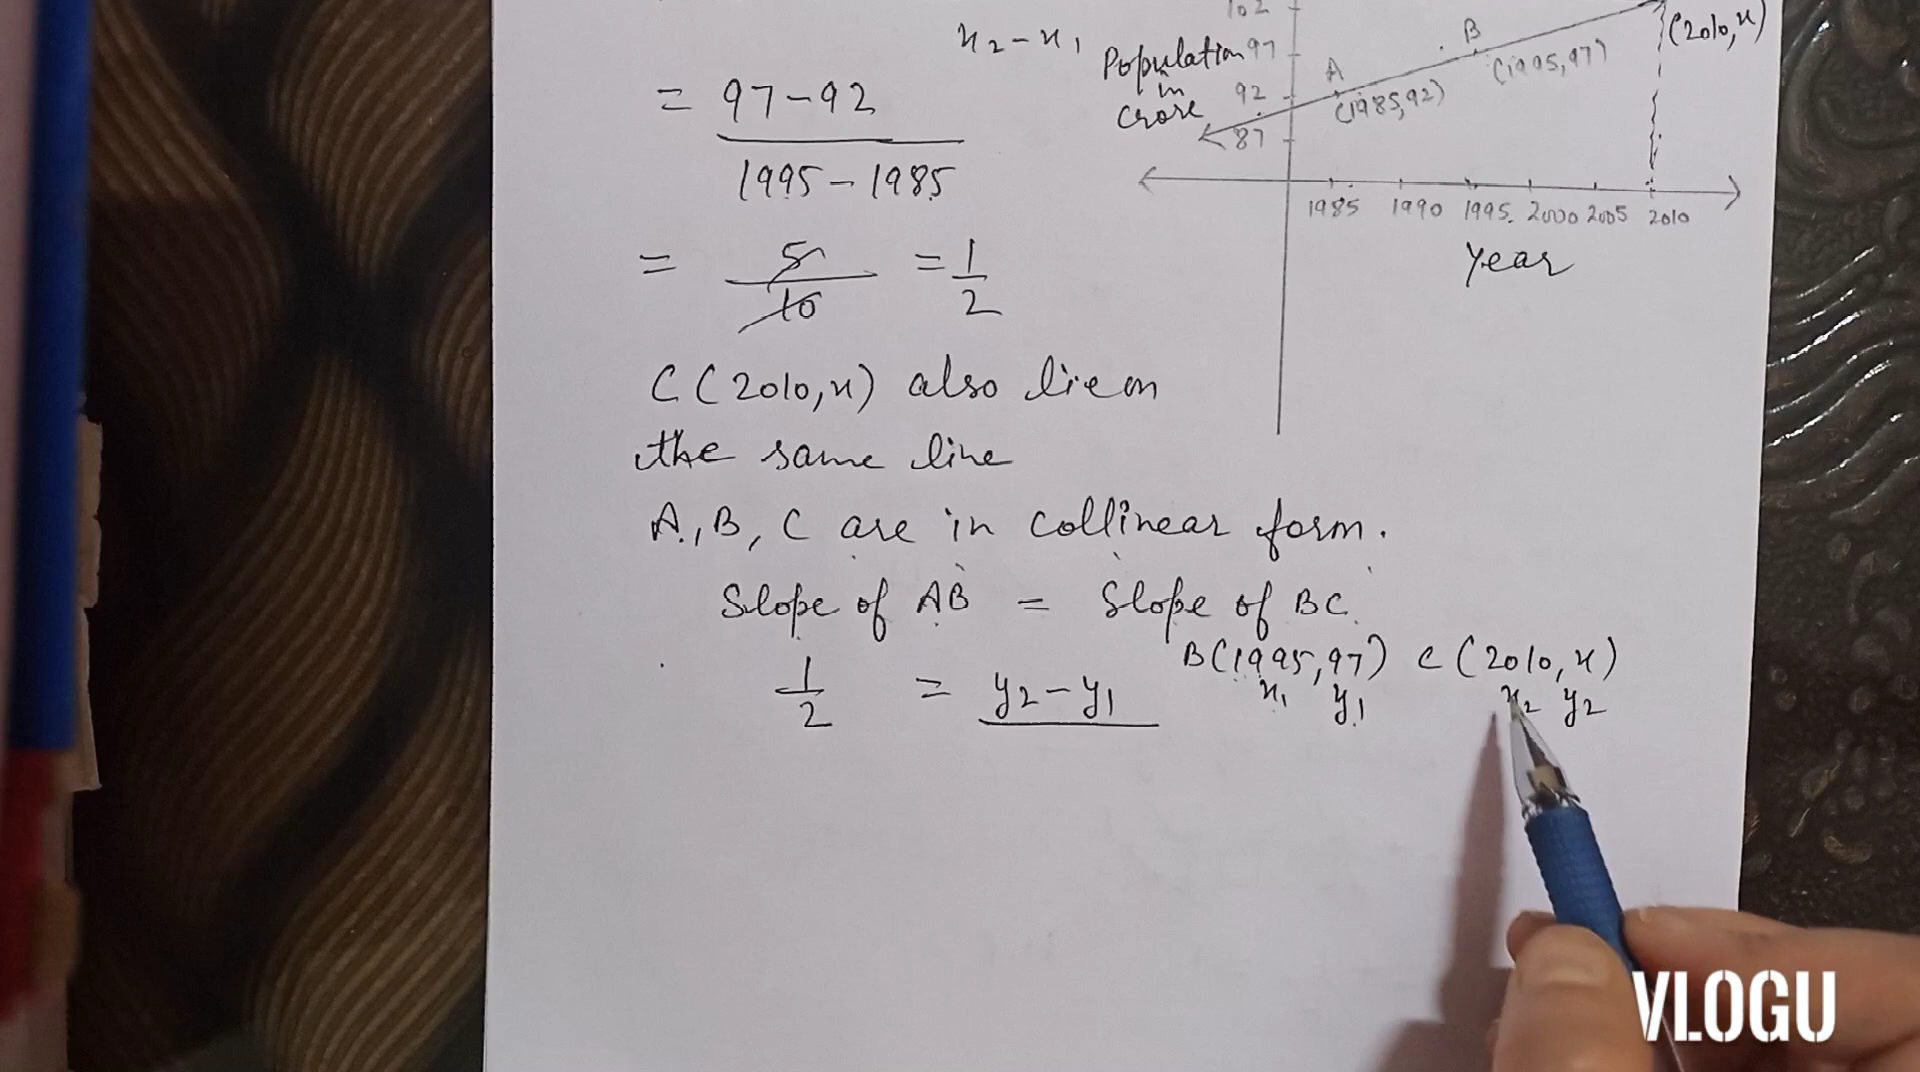 x₂-x₁
= 97-92
1995-1985
= 5/10 = 1/2
C(2010,x) also lie on
the same line
A, B, C are in collinear form.
Slope of AB = Slope of BC.
B(1995,97) C(2010,x)
x₁ y₁ x₂ y₂
1/2 = y₂-y₁
102
(2010,x)
Population 97
B
(1995,97)
in
A
92
(1985,92)
crore
87
1985 1990 1995 2000 2005 2010
Year
VLOGU